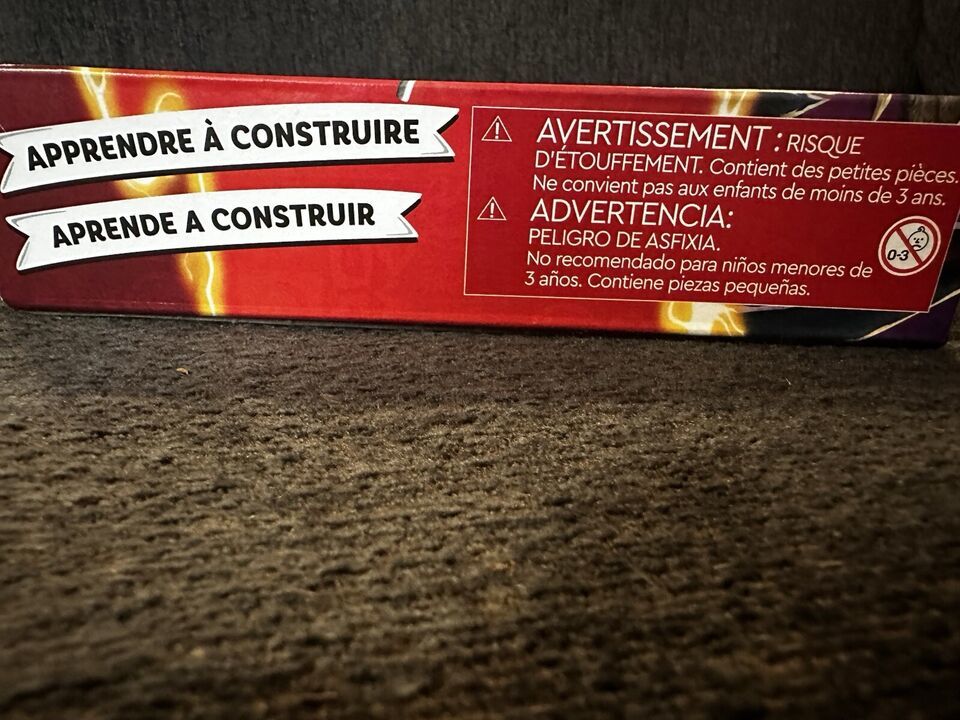 APPRENDRE À CONSTRUIRE
APRENDE A CONSTRUIR
AVERTISSEMENT : RISQUE
D'ÉTOUFFEMENT. Contient des petites pièces.
Ne convient pas aux enfants de moins de 3 ans.
ADVERTENCIA:
PELIGRO DE ASFIXIA.
No recomendado para niños menores de
3 años. Contiene piezas pequeñas.
0-3